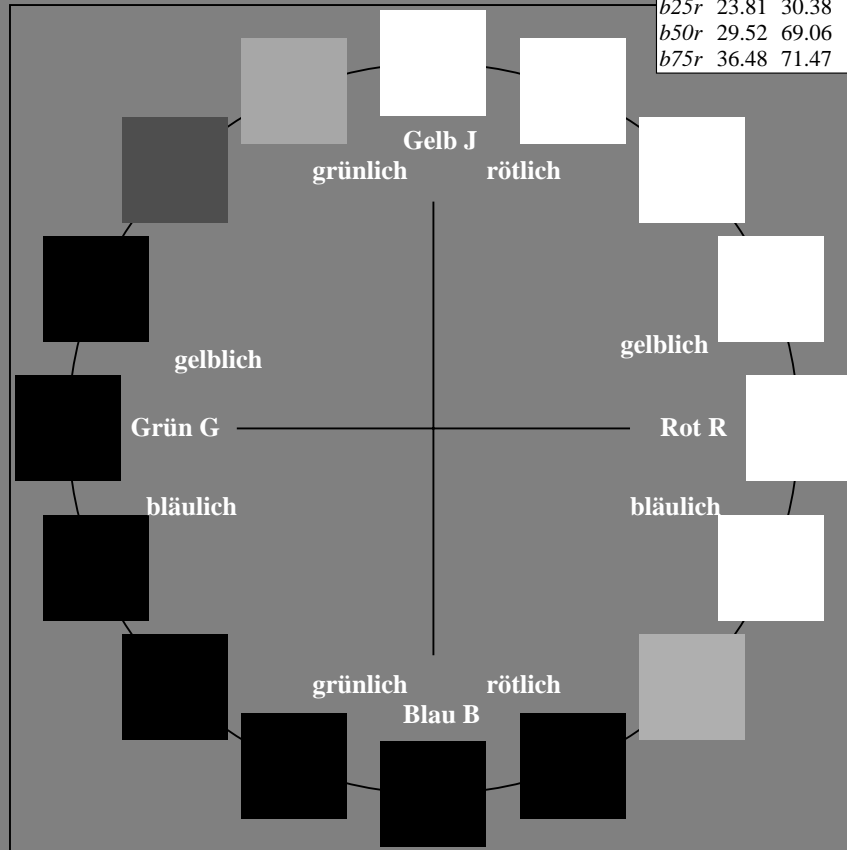 b25r 23.81 30.38
b50r 29.52 69.06
b75r 36.48 71.47
Gelb J
grünlich rötlich
gelblich gelblich
Grün G Rot R
bläulich bläulich
grünlich rötlich
Blau B